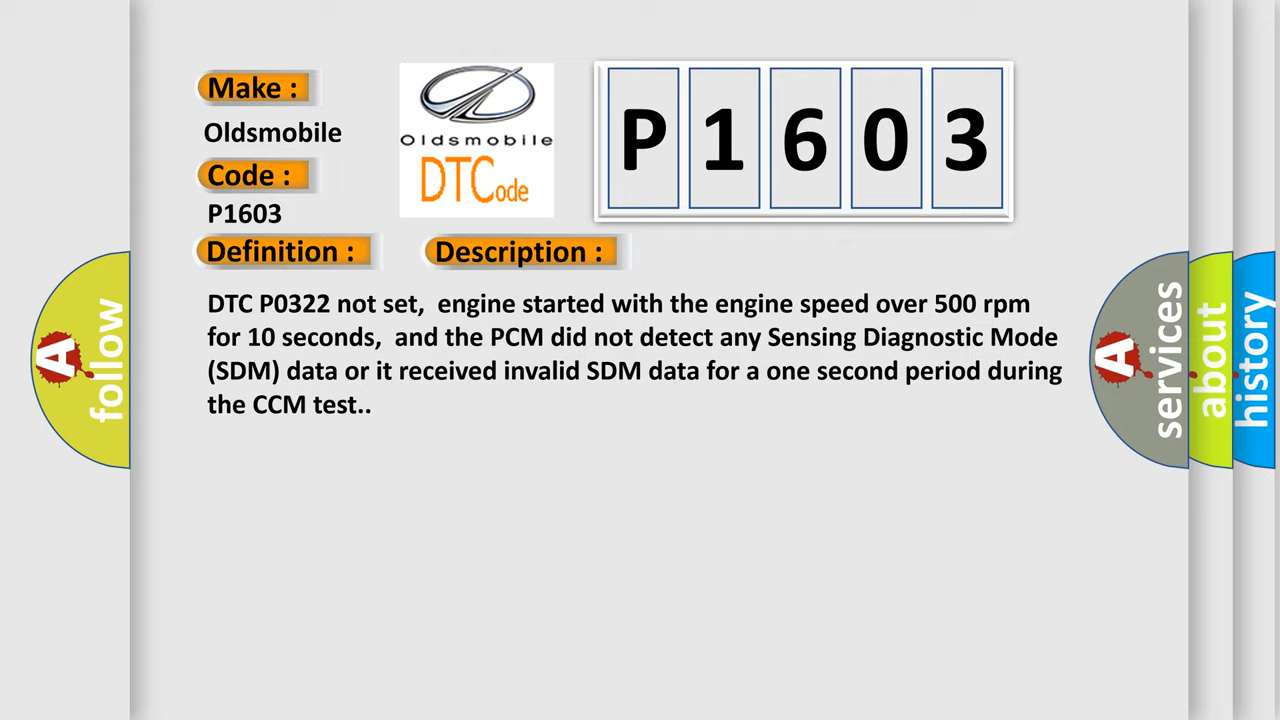 Make :
Oldsmobile
Code :
P1603
Oldsmobile
DTCode
P 1 6 0 3
Definition :
Description :
DTC P0322 not set,  engine started with the engine speed over 500 rpm
for 10 seconds,  and the PCM did not detect any Sensing Diagnostic Mode
(SDM) data or it received invalid SDM data for a one second period during
the CCM test..
A follow
A services
about
history